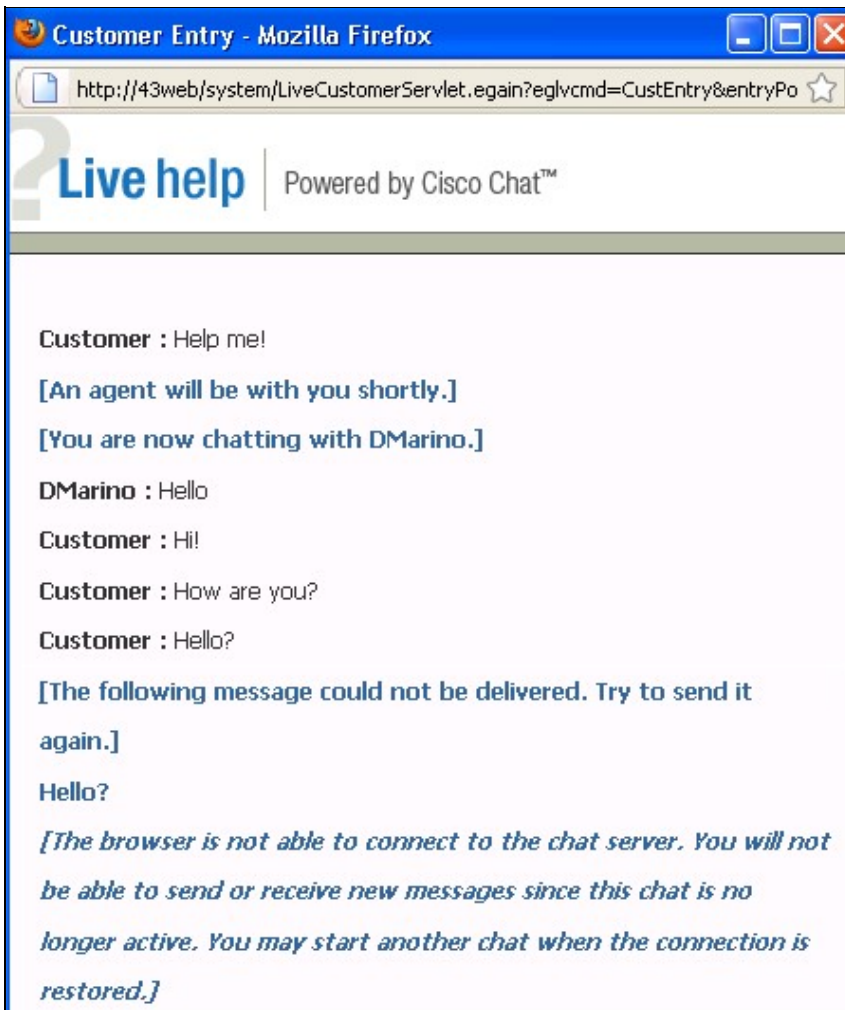 Customer Entry - Mozilla Firefox
http://43web/system/LiveCustomerServlet.egain?eglvcmd=CustEntry&entryPo
?
Live help | Powered by Cisco Chat™
Customer : Help me!
[An agent will be with you shortly.]
[You are now chatting with DMarino.]
DMarino : Hello
Customer : Hi!
Customer : How are you?
Customer : Hello?
[The following message could not be delivered. Try to send it
again.]
Hello?
[The browser is not able to connect to the chat server. You will not
be able to send or receive new messages since this chat is no
longer active. You may start another chat when the connection is
restored.]